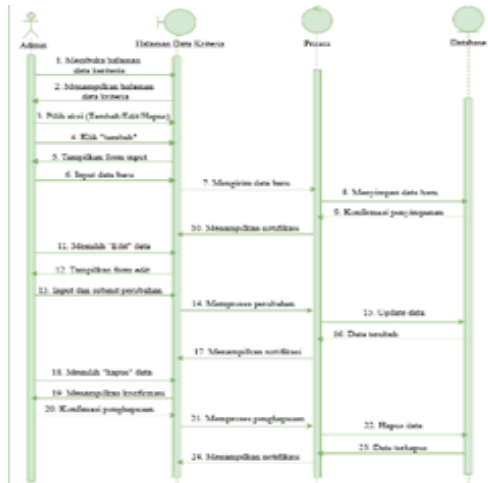 Admin
Halaman Data Kriteria
Proses
Database
1. Membuka halaman
data kriteria
2. Menampilkan halaman
data kriteria
3. Pilih aksi (Tambah/Edit/Hapus)
4. Klik "tambah"
5. Tampilkan form input
6. Input data baru
7. Mengirim data baru
8. Menyimpan data baru
9. Konfirmasi penyimpanan
10. Menampilkan notifikasi
11. Memilih "Edit" data
12. Tampilkan form edit
13. Input dan submit perubahan
14. Memproses perubahan
15. Update data
16. Data terubah
17. Menampilkan notifikasi
18. Memilih "hapus" data
19. Menampilkan konfirmasi
20. Konfirmasi penghapusan
21. Memproses penghapusan
22. Hapus data
23. Data terhapus
24. Menampilkan notifikasi